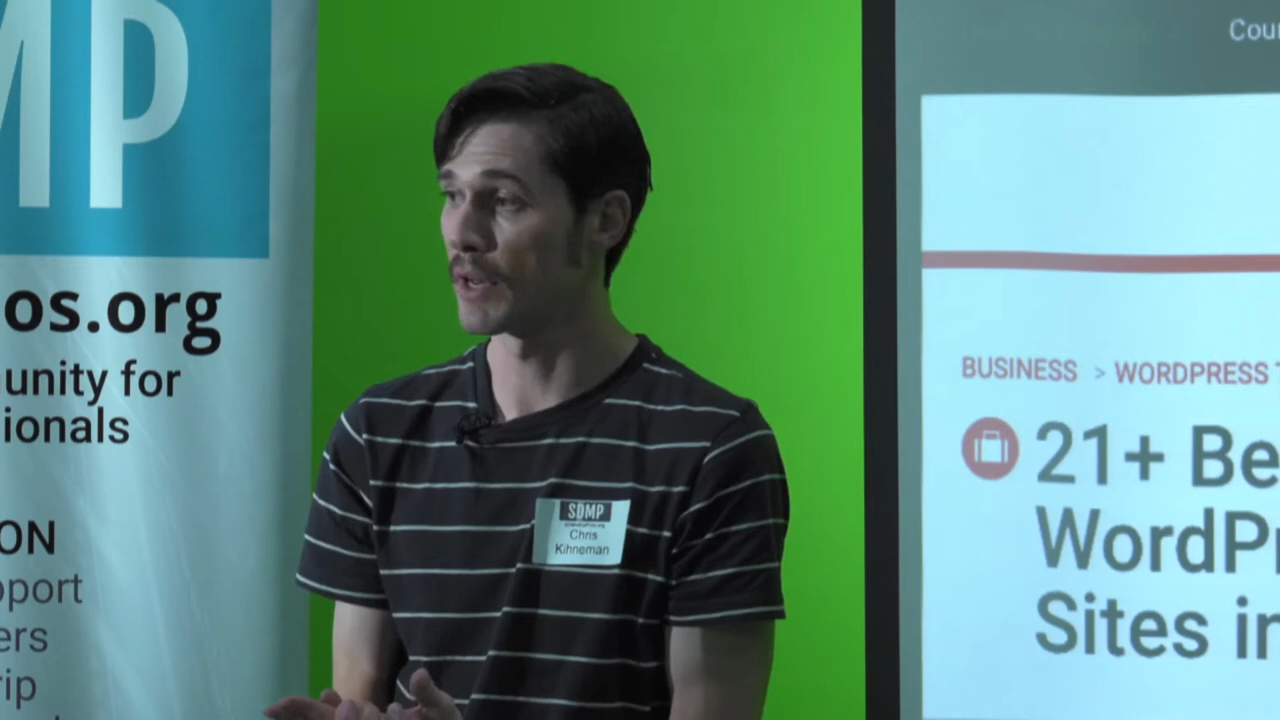 MP
os.org
unity for
ionals
ON
pport
ers
rip
SDMP
Chris
Kihneman
Cour
BUSINESS > WORDPRESS T
21+ Be
WordPr
Sites in